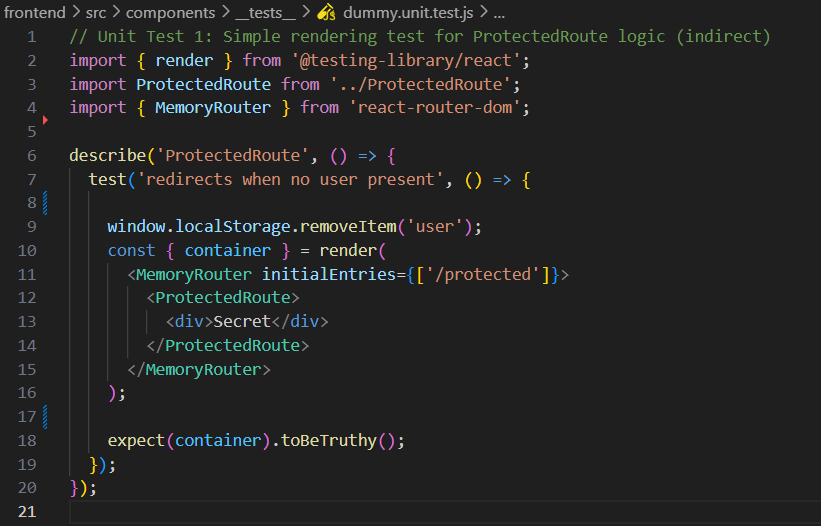 frontend > src > components > __tests__ > dummy.unit.test.js > ...
1 // Unit Test 1: Simple rendering test for ProtectedRoute logic (indirect)
2 import { render } from '@testing-library/react';
3 import ProtectedRoute from '../ProtectedRoute';
4 import { MemoryRouter } from 'react-router-dom';
5
6 describe('ProtectedRoute', () => {
7   test('redirects when no user present', () => {
8
9     window.localStorage.removeItem('user');
10     const { container } = render(
11       <MemoryRouter initialEntries={['/protected']}>
12         <ProtectedRoute>
13           <div>Secret</div>
14         </ProtectedRoute>
15       </MemoryRouter>
16     );
17
18     expect(container).toBeTruthy();
19   });
20 });
21